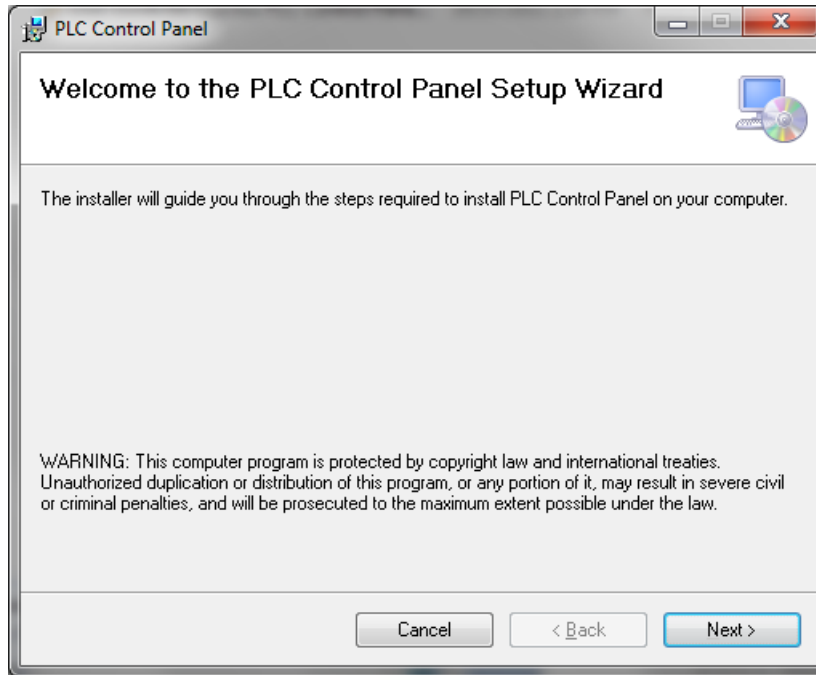 PLC Control Panel
Welcome to the PLC Control Panel Setup Wizard
The installer will guide you through the steps required to install PLC Control Panel on your computer.
WARNING: This computer program is protected by copyright law and international treaties.
Unauthorized duplication or distribution of this program, or any portion of it, may result in severe civil
or criminal penalties, and will be prosecuted to the maximum extent possible under the law.
Cancel < Back Next >